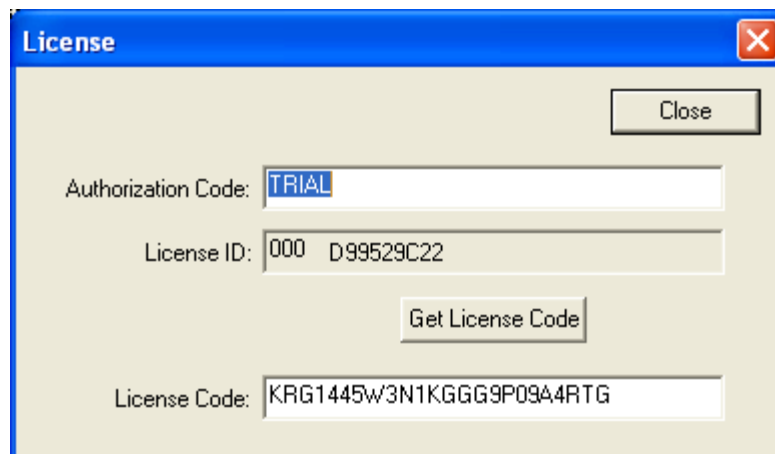 License
Close
Authorization Code: TRIAL
License ID: 000 D99529C22
Get License Code
License Code: KRG1445W3N1KGGG9P09A4RTG